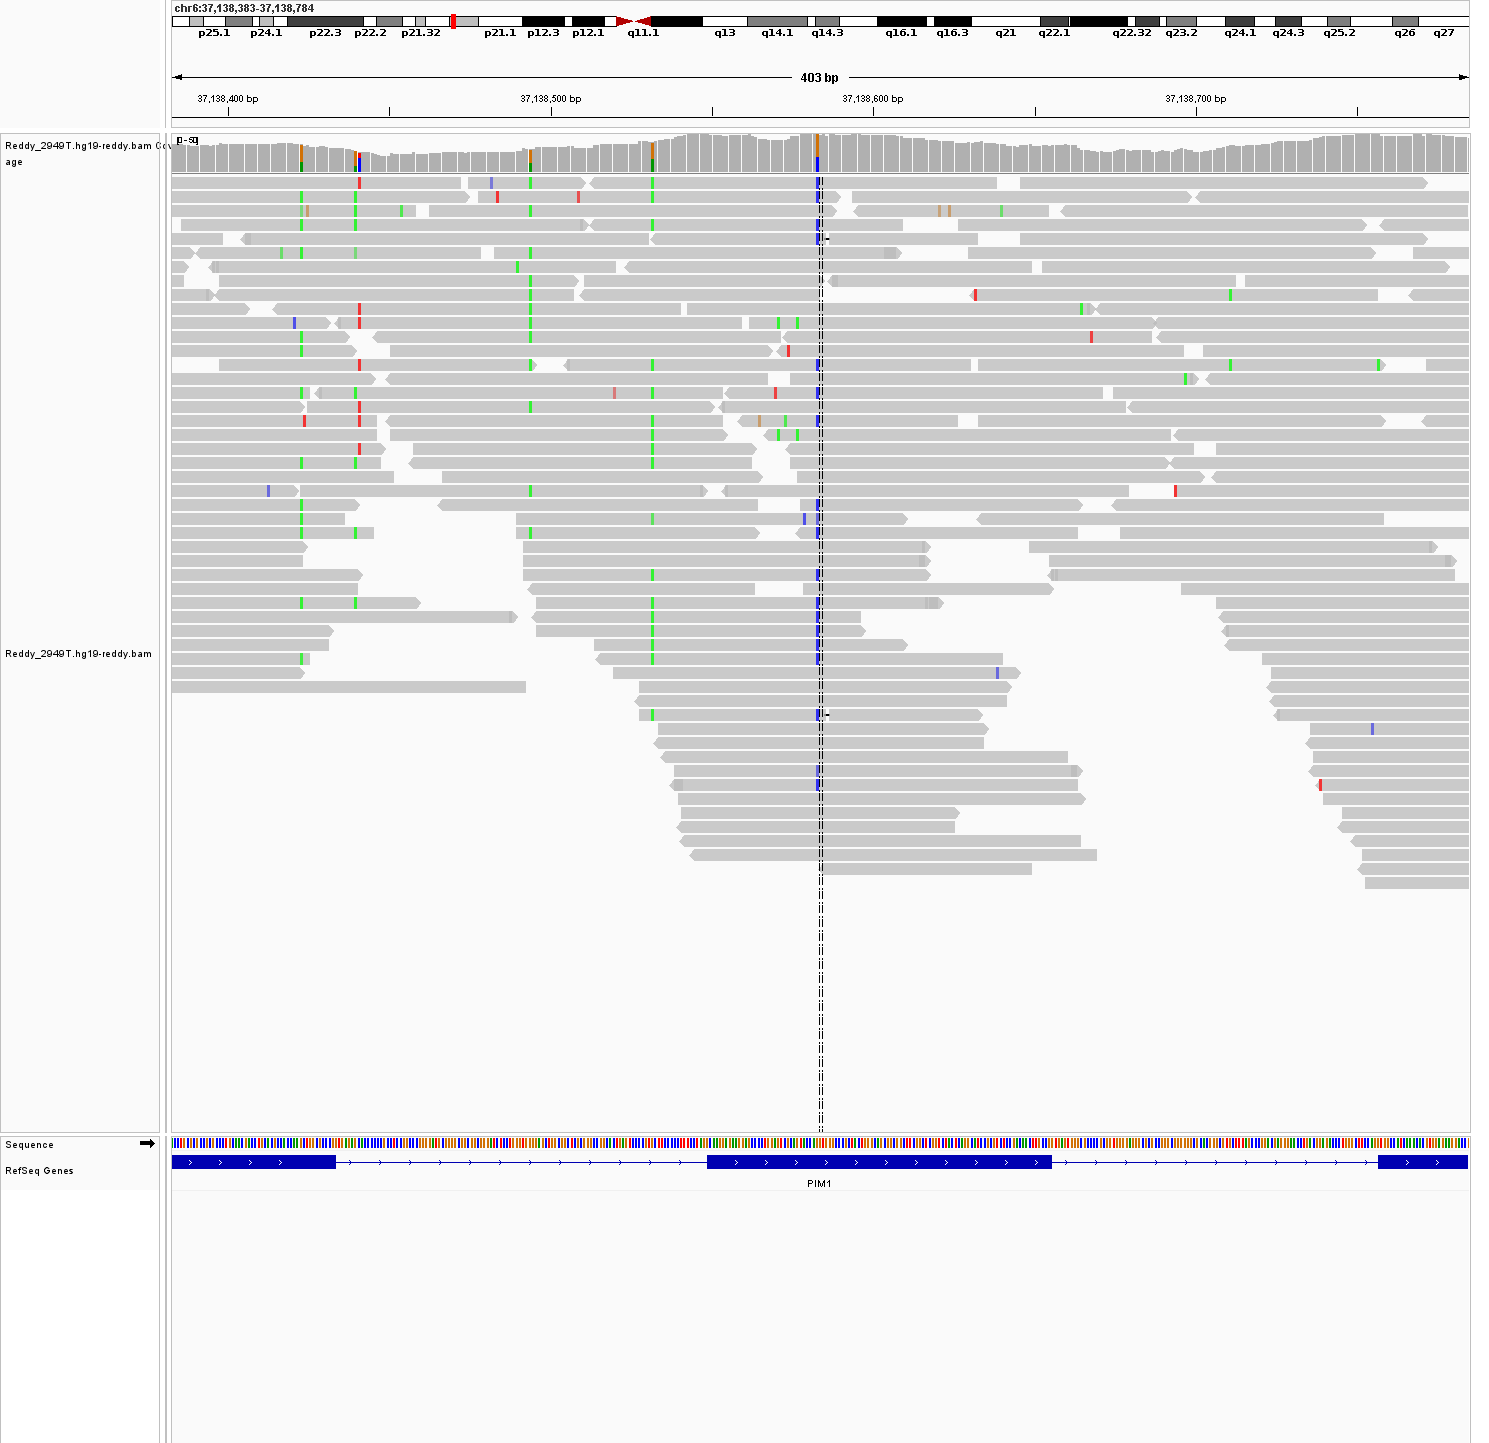 chr6:37,138,383-37,138,784
p25.1 p24.1 p22.3 p22.2 p21.32 p21.1 p12.3 p12.1 q11.1 q13 q14.1 q14.3 q16.1 q16.3 q21 q22.1 q22.32 q23.2 q24.1 q24.3 q25.2 q26 q27
403 bp
37,138,400 bp 37,138,500 bp 37,138,600 bp 37,138,700 bp
Reddy_2949T.hg19-reddy.bam Cov
age
Reddy_2949T.hg19-reddy.bam
Sequence
RefSeq Genes
PIM1